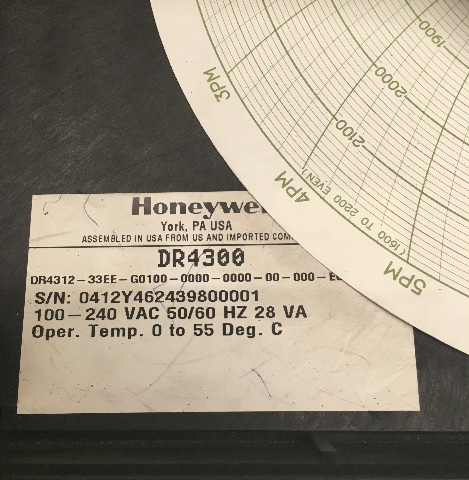 1900
2000
2100
3PM
4PM
5PM
(1600 TO 2200 EVEN)
Honeywel
York, PA USA
ASSEMBLED IN USA FROM US AND IMPORTED COM
DR4300
DR4312-33EE-G0100-0000-0000-00-000-E
S/N: 0412Y462439800001
100-240 VAC 50/60 HZ 28 VA
Oper. Temp. 0 to 55 Deg. C